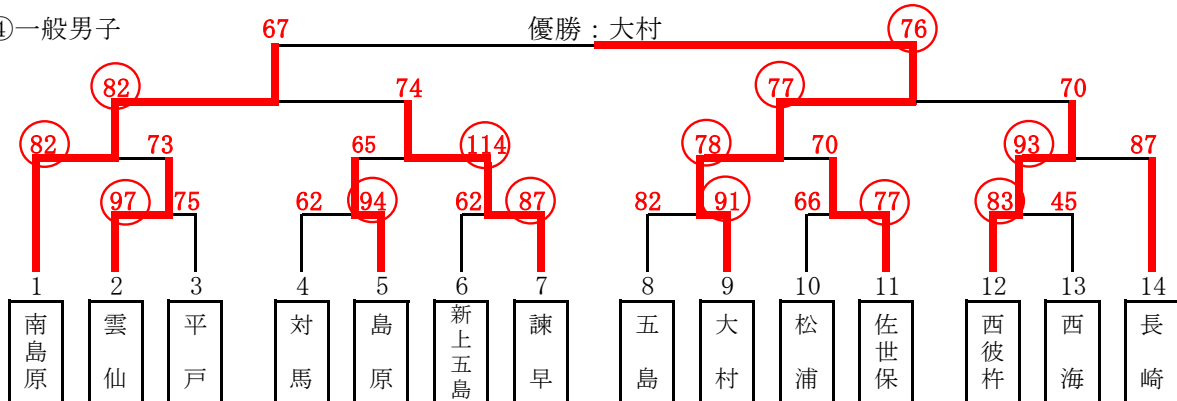 ④一般男子
優勝：大村
67
76
82
74
77
70
82
73
65
114
78
70
93
87
97
75
62
94
62
87
82
91
66
77
83
45
1
2
3
4
5
6
7
8
9
10
11
12
13
14
南島原
雲仙
平戸
対馬
島原
新上五島
諫早
五島
大村
松浦
佐世保
西彼杵
西海
長崎